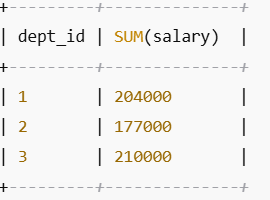 +---------+--------------+
| dept_id | SUM(salary)  |
+---------+--------------+
| 1       | 204000       |
| 2       | 177000       |
| 3       | 210000       |
+---------+--------------+